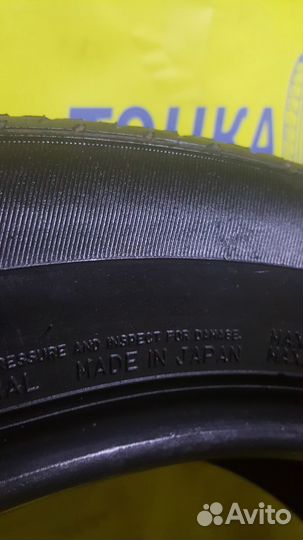 ТОЧКА
PRESSURE AND INSPECT FOR DAMAGE.
MADE IN JAPAN
Avito